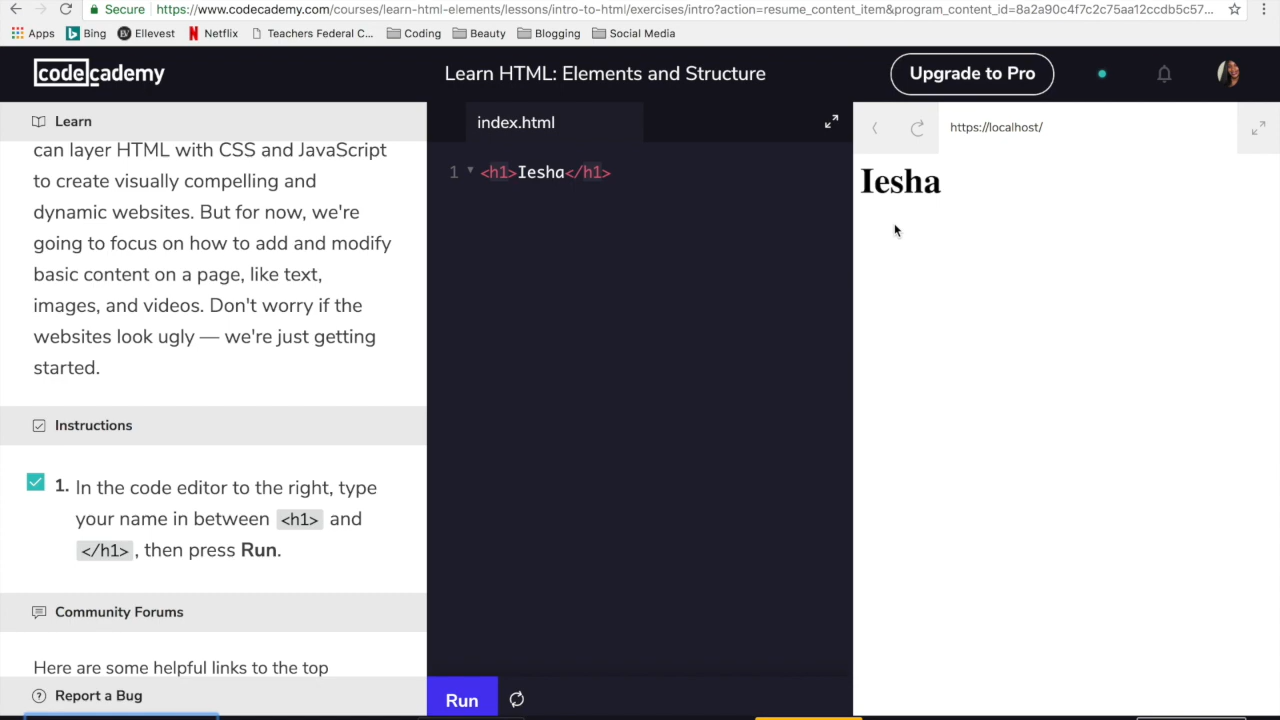 Secure https://www.codecademy.com/courses/learn-html-elements/lessons/intro-to-html/exercises/intro?action=resume_content_item&program_content_id=8a2a90c4f7c2c75aa12ccdb5c57...
Apps Bing Ellevest Netflix Teachers Federal C... Coding Beauty Blogging Social Media
codecademy Learn HTML: Elements and Structure Upgrade to Pro
Learn
can layer HTML with CSS and JavaScript
to create visually compelling and
dynamic websites. But for now, we're
going to focus on how to add and modify
basic content on a page, like text,
images, and videos. Don't worry if the
websites look ugly — we're just getting
started.
Instructions
1. In the code editor to the right, type
your name in between <h1> and
</h1>, then press Run.
Community Forums
Here are some helpful links to the top
Report a Bug
index.html
1 <h1>Iesha</h1>
Run
https://localhost/
Iesha